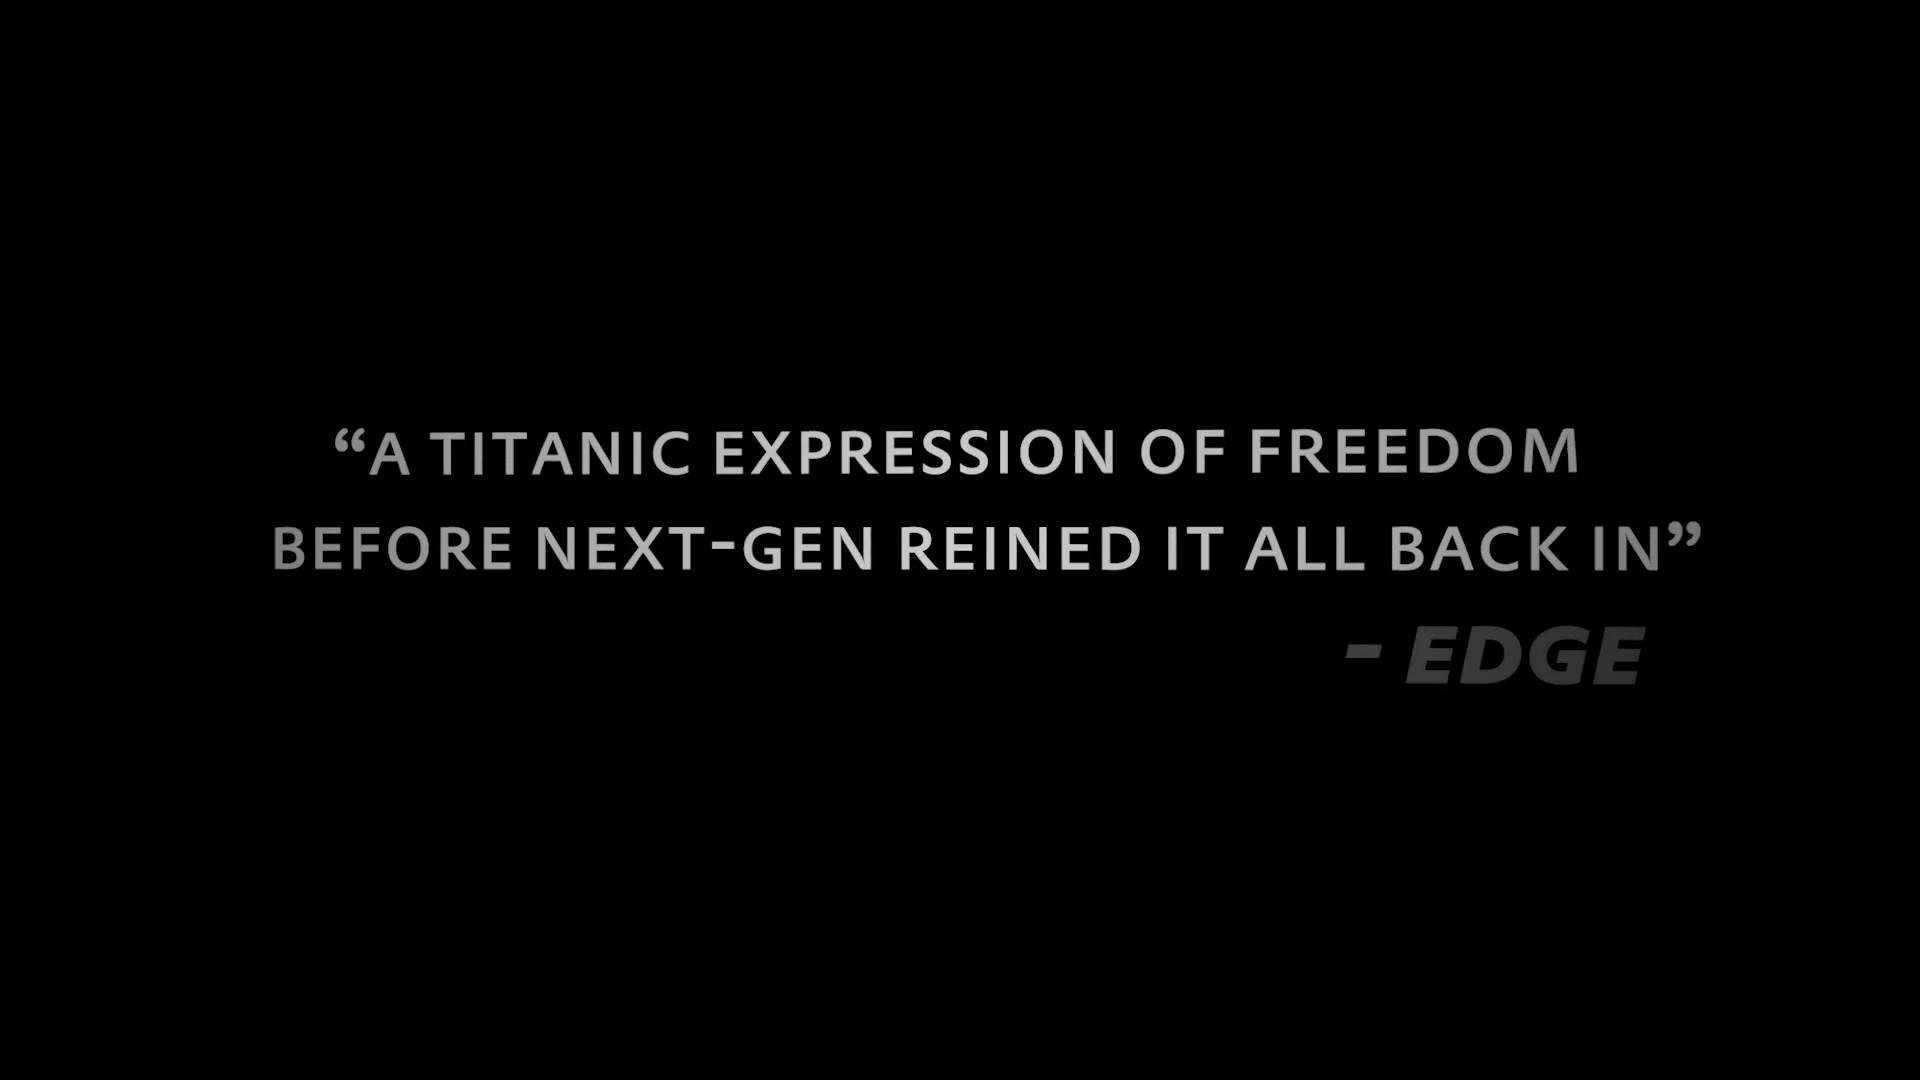 “A TITANIC EXPRESSION OF FREEDOM
BEFORE NEXT-GEN REINED IT ALL BACK IN”
- EDGE